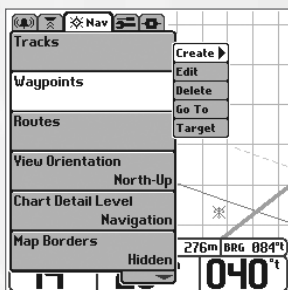 Nav
Tracks
Create
Edit
Waypoints
Delete
Go To
Routes
Target
View Orientation
North-Up
Chart Detail Level
Navigation
Map Borders
276m BRG 084°t
Hidden
040°t